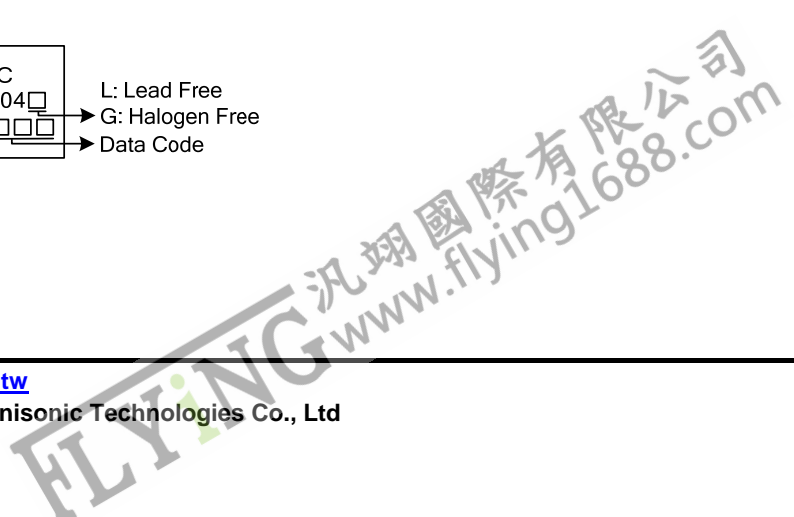 C
04□
L: Lead Free
G: Halogen Free
□□□
Data Code
tw
nisonic Technologies Co., Ltd
FLYiNG 汎翊國際有限公司
www.flying1688.com